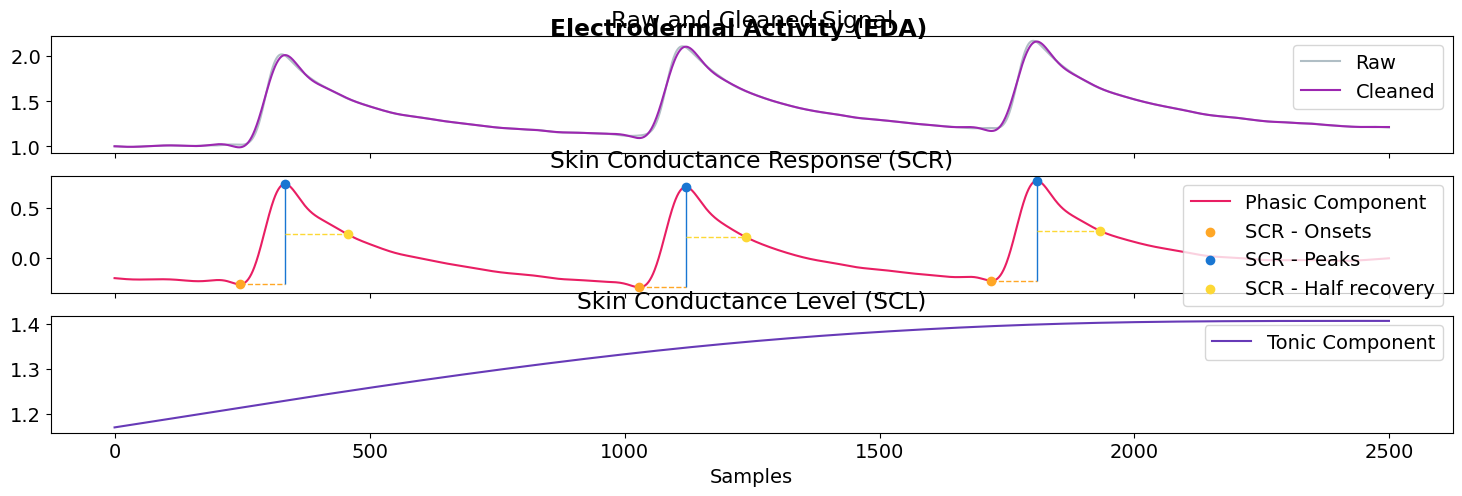 Raw and Cleaned Signal
Electrodermal Activity (EDA)
2.0
1.5
1.0
Raw
Cleaned
Skin Conductance Response (SCR)
0.5
0.0
Phasic Component
SCR - Onsets
SCR - Peaks
SCR - Half recovery
Skin Conductance Level (SCL)
1.4
1.3
1.2
Tonic Component
0
500
1000
1500
2000
2500
Samples